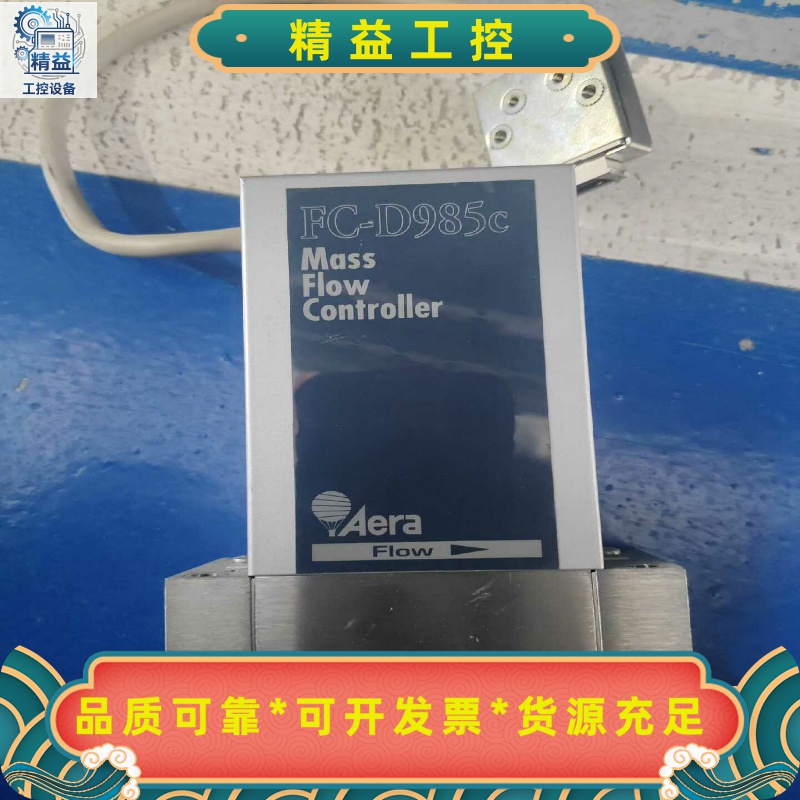 精益工控
精益
工控设备
FC-D985c
Mass
Flow
Controller
Aera
Flow
品质可靠*可开发票*货源充足